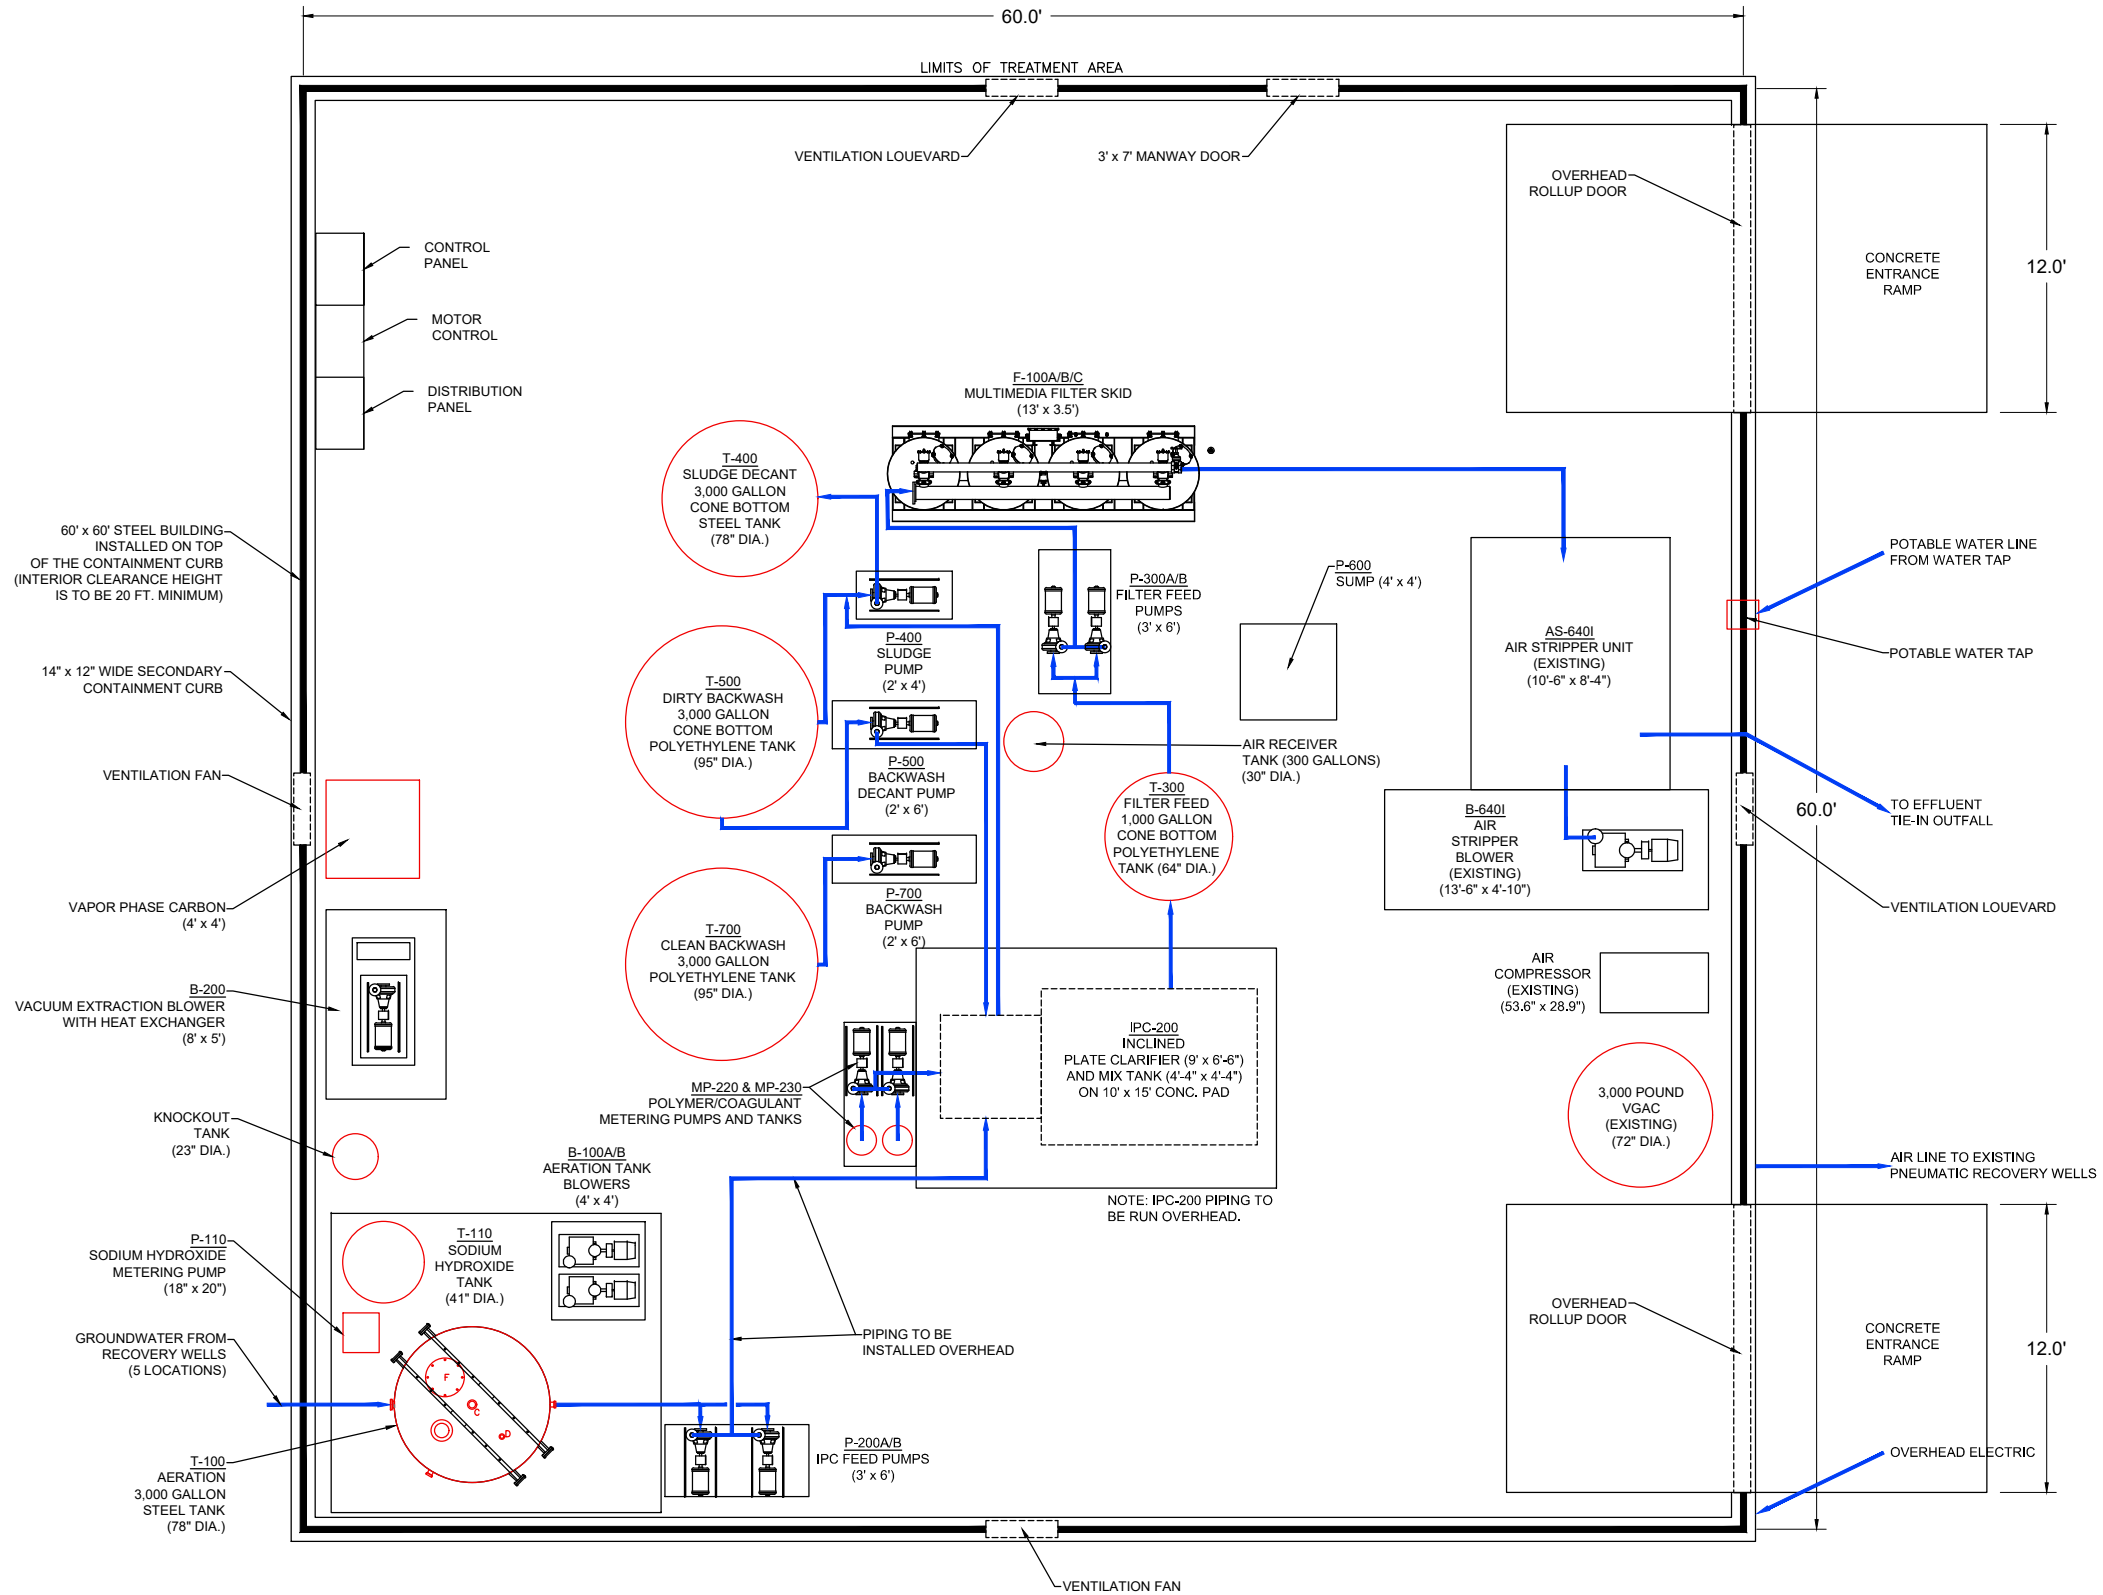 60.0'
LIMITS OF TREATMENT AREA
VENTILATION LOUEVARD
3' x 7' MANWAY DOOR
OVERHEAD
ROLLUP DOOR
CONCRETE
ENTRANCE
RAMP
12.0'
CONTROL
PANEL
MOTOR
CONTROL
DISTRIBUTION
PANEL
F-100A/B/C
MULTIMEDIA FILTER SKID
(13' x 3.5')
T-400
SLUDGE DECANT
3,000 GALLON
CONE BOTTOM
STEEL TANK
(78" DIA.)
60' x 60' STEEL BUILDING
INSTALLED ON TOP
OF THE CONTAINMENT CURB
(INTERIOR CLEARANCE HEIGHT
IS TO BE 20 FT. MINIMUM)
P-300A/B
FILTER FEED
PUMPS
(3' x 6')
P-600
SUMP (4' x 4')
POTABLE WATER LINE
FROM WATER TAP
P-400
SLUDGE
PUMP
(2' x 4')
AS-640I
AIR STRIPPER UNIT
(EXISTING)
(10'-6" x 8'-4")
POTABLE WATER TAP
14" x 12" WIDE SECONDARY
CONTAINMENT CURB
T-500
DIRTY BACKWASH
3,000 GALLON
CONE BOTTOM
POLYETHYLENE TANK
(95" DIA.)
P-500
BACKWASH
DECANT PUMP
(2' x 6')
AIR RECEIVER
TANK (300 GALLONS)
(30" DIA.)
VENTILATION FAN
T-300
FILTER FEED
1,000 GALLON
CONE BOTTOM
POLYETHYLENE
TANK (64" DIA.)
B-640I
AIR
STRIPPER
BLOWER
(EXISTING)
(13'-6" x 4'-10")
60.0'
TO EFFLUENT
TIE-IN OUTFALL
VAPOR PHASE CARBON
(4' x 4')
P-700
BACKWASH
PUMP
(2' x 6')
VENTILATION LOUEVARD
T-700
CLEAN BACKWASH
3,000 GALLON
POLYETHYLENE TANK
(95" DIA.)
AIR
COMPRESSOR
(EXISTING)
(53.6" x 28.9")
B-200
VACUUM EXTRACTION BLOWER
WITH HEAT EXCHANGER
(8' x 5')
IPC-200
INCLINED
PLATE CLARIFIER (9' x 6'-6")
AND MIX TANK (4'-4" x 4'-4")
ON 10' x 15' CONC. PAD
MP-220 & MP-230
POLYMER/COAGULANT
METERING PUMPS AND TANKS
3,000 POUND
VGAC
(EXISTING)
(72" DIA.)
KNOCKOUT
TANK
(23" DIA.)
B-100A/B
AERATION TANK
BLOWERS
(4' x 4')
AIR LINE TO EXISTING
PNEUMATIC RECOVERY WELLS
NOTE: IPC-200 PIPING TO
BE RUN OVERHEAD.
P-110
SODIUM HYDROXIDE
METERING PUMP
(18" x 20")
T-110
SODIUM
HYDROXIDE
TANK
(41" DIA.)
OVERHEAD
ROLLUP DOOR
CONCRETE
ENTRANCE
RAMP
12.0'
GROUNDWATER FROM
RECOVERY WELLS
(5 LOCATIONS)
PIPING TO BE
INSTALLED OVERHEAD
F
C
D
T-100
AERATION
3,000 GALLON
STEEL TANK
(78" DIA.)
P-200A/B
IPC FEED PUMPS
(3' x 6')
OVERHEAD ELECTRIC
VENTILATION FAN